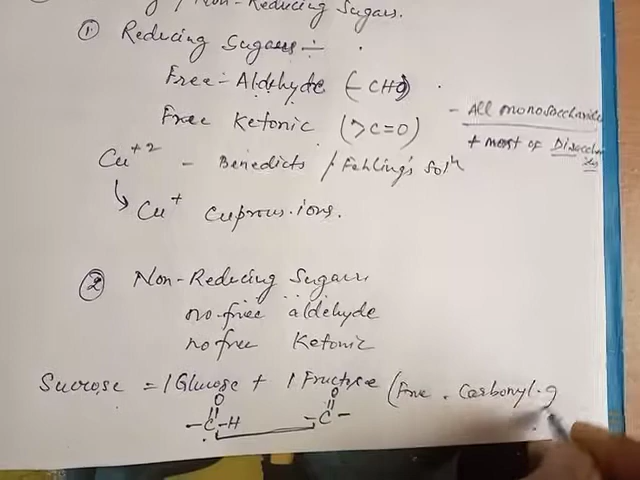 / Non-Reducing Sugars.
① Reducing Sugars :-
Free - Aldehyde (-CHO)
Free Ketonic (>C=O)
- All monosaccharide
+ most of Disaccharides
Cu+2 - Benedicts / Fehling's Solⁿ
↳ Cu+ Cuprous ions.
② Non-Reducing Sugars
no free aldehyde
no free Ketonic
Sucrose = 1 Glucose + 1 Fructose (Free . Carbonyl. g
O O
-C-H -C-